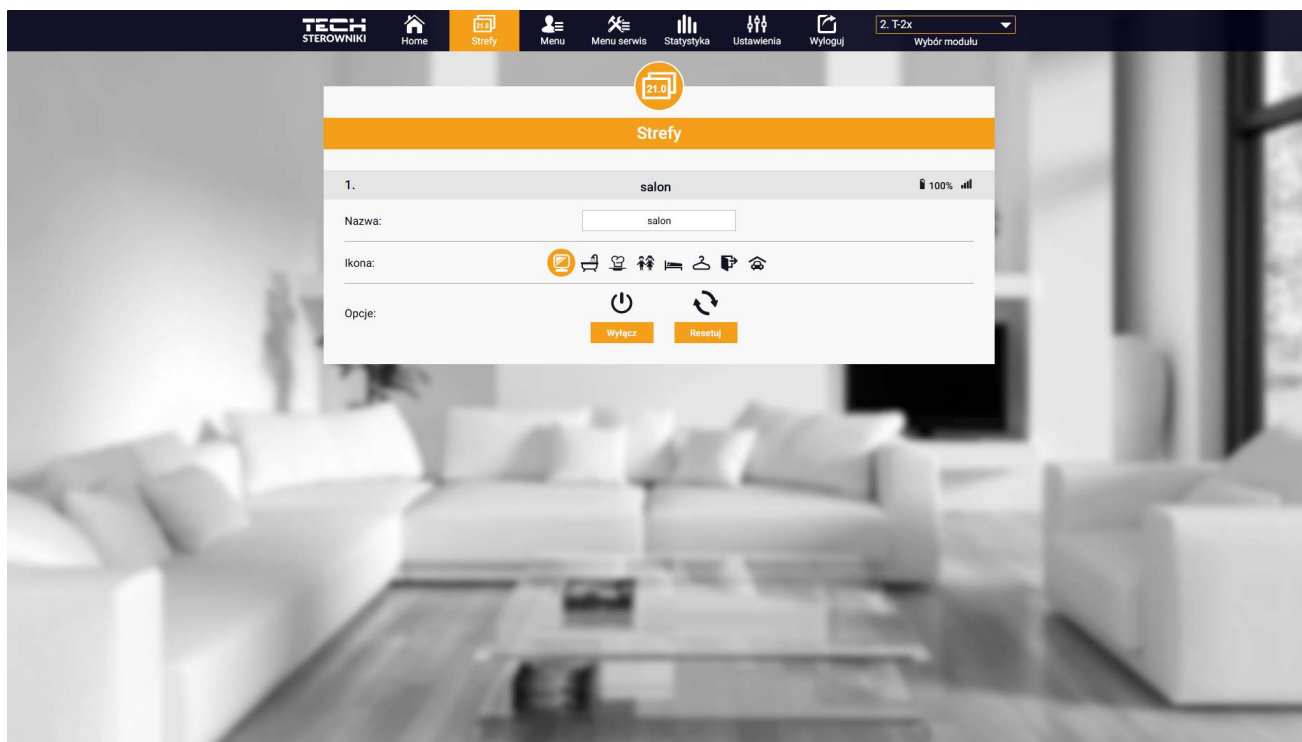 TECH
STEROWNIKI
Home
21.0
Strefy
Menu
Menu serwis
Statystyka
Ustawienia
Wyloguj
2. T-2x
Wybór modułu
21.0
Strefy
1. salon 100%
Nazwa: salon
Ikona:
Opcje:
Wyłącz Resetuj